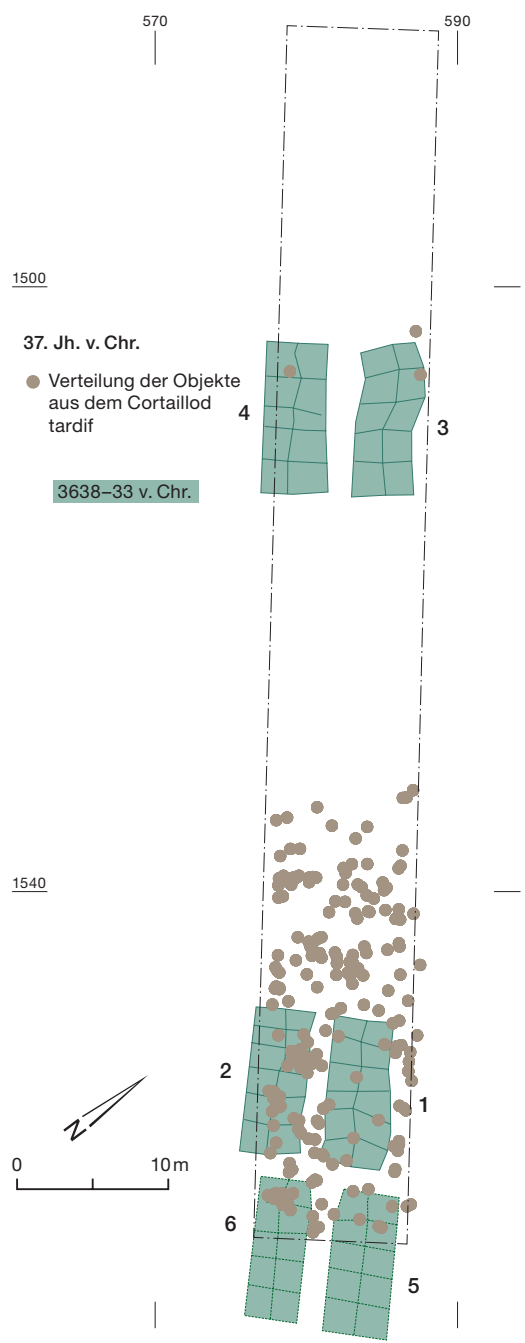 570 590
1500
37. Jh. v. Chr.
Verteilung der Objekte
aus dem Cortaillod
tardif
4 3
3638–33 v. Chr.
1540
2 1
N
0 10 m
6 5